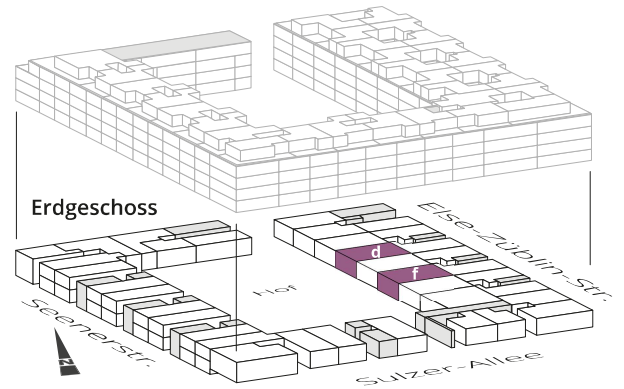 Erdgeschoss
Else-Züblin-Str.
d
f
Hof
Seenerstr.
N
Sulzer-Allee